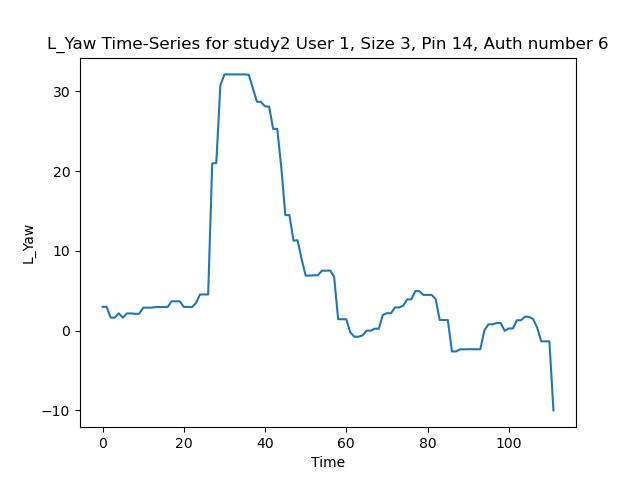 L_Yaw Time-Series for study2 User 1, Size 3, Pin 14, Auth number 6
30
20
10
0
−10
L_Yaw
0 20 40 60 80 100
Time